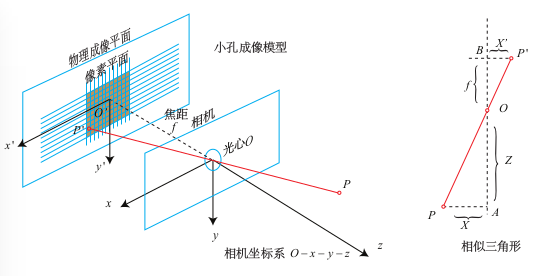 小孔成像模型
物理成像平面
像素平面
O'
P'
x'
y'
焦距
f
相机
光心O
P
x
y
z
相机坐标系 O-x-y-z
B
X'
P'
f
O
Z
P
X
A
相似三角形